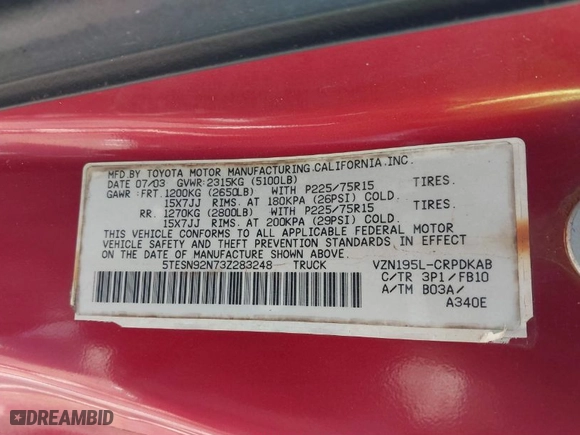 MFD.BY TOYOTA MOTOR MANUFACTURING.CALIFORNIA.INC.
DATE 07/03 GVWR:2315KG (5100LB)
GAWR :FRT 1200KG (2650LB) WITH P225/75R15 TIRES.
15X7JJ RIMS. AT 180KPA (26PSI) COLD.
RR. 1270KG (2800LB) WITH P225/75R15 TIRES.
15X7JJ RIMS. AT 200KPA (29PSI) COLD.
THIS VEHICLE CONFORMS TO ALL APPLICABLE FEDERAL MOTOR
VEHICLE SAFETY AND THEFT PREVENTION STANDARDS IN EFFECT
ON THE DATE OF MANUFACTURE SHOWN ABOVE.
5TESN92N73Z283248 TRUCK VZN195L-CRPDKAB
C/TR 3P1/FB10
A/TM B03A/
A340E
DREAMBID